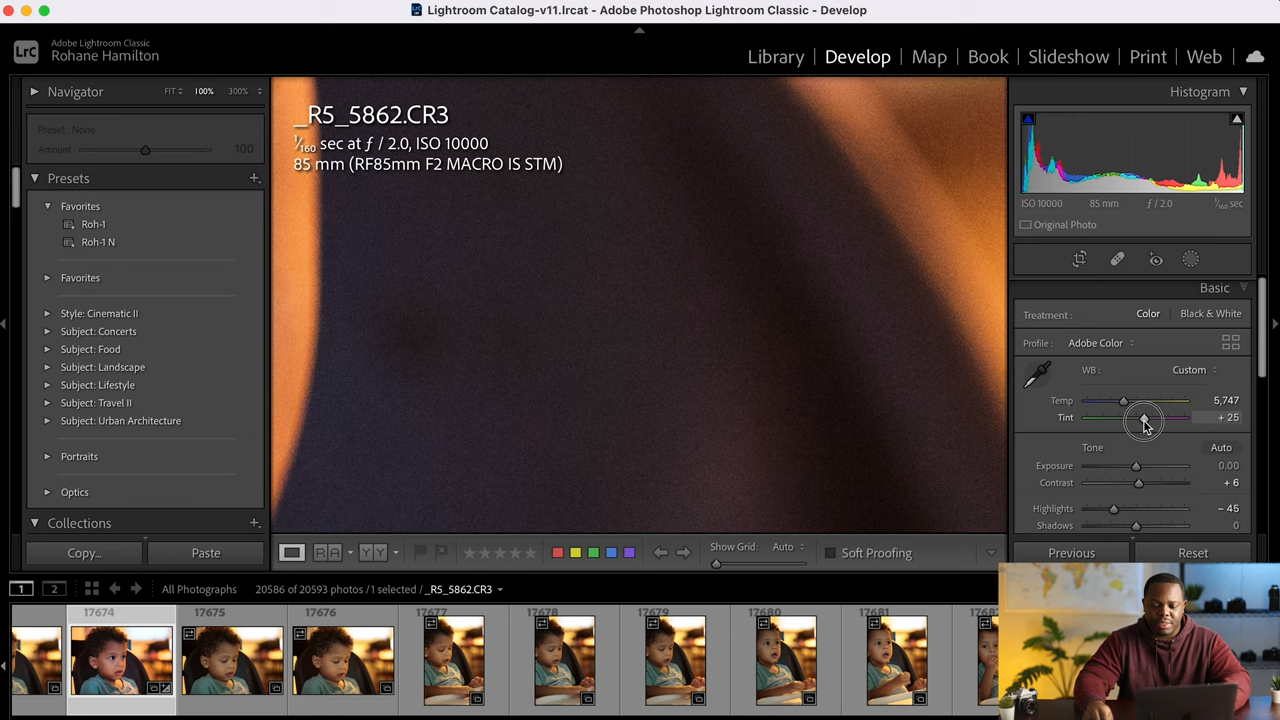 Lightroom Catalog-v11.lrcat - Adobe Photoshop Lightroom Classic - Develop
LrC
Adobe Lightroom Classic
Rohane Hamilton
Library
Develop
Map
Book
Slideshow
Print
Web
Navigator
FIT
100%
300%
Preset: None
Amount
100
Presets
Favorites
Roh-1
Roh-1 N
Favorites
Style: Cinematic II
Subject: Concerts
Subject: Food
Subject: Landscape
Subject: Lifestyle
Subject: Travel II
Subject: Urban Architecture
Portraits
Optics
Collections
Copy...
Paste
_R5_5862.CR3
1/160 sec at ƒ / 2.0, ISO 10000
85 mm (RF85mm F2 MACRO IS STM)
Histogram
ISO 10000
85 mm
ƒ / 2.0
1/160 sec
Original Photo
Basic
Treatment :
Color
Black & White
Profile :
Adobe Color
WB :
Custom
Temp
5,747
Tint
+ 25
Tone
Auto
Exposure
0.00
Contrast
+ 6
Highlights
- 45
Shadows
0
Previous
Reset
R A
Y Y
Show Grid:
Auto
Soft Proofing
1
2
All Photographs
20586 of 20593 photos / 1 selected / _R5_5862.CR3
17674
17675
17676
17677
17678
17679
17680
17681